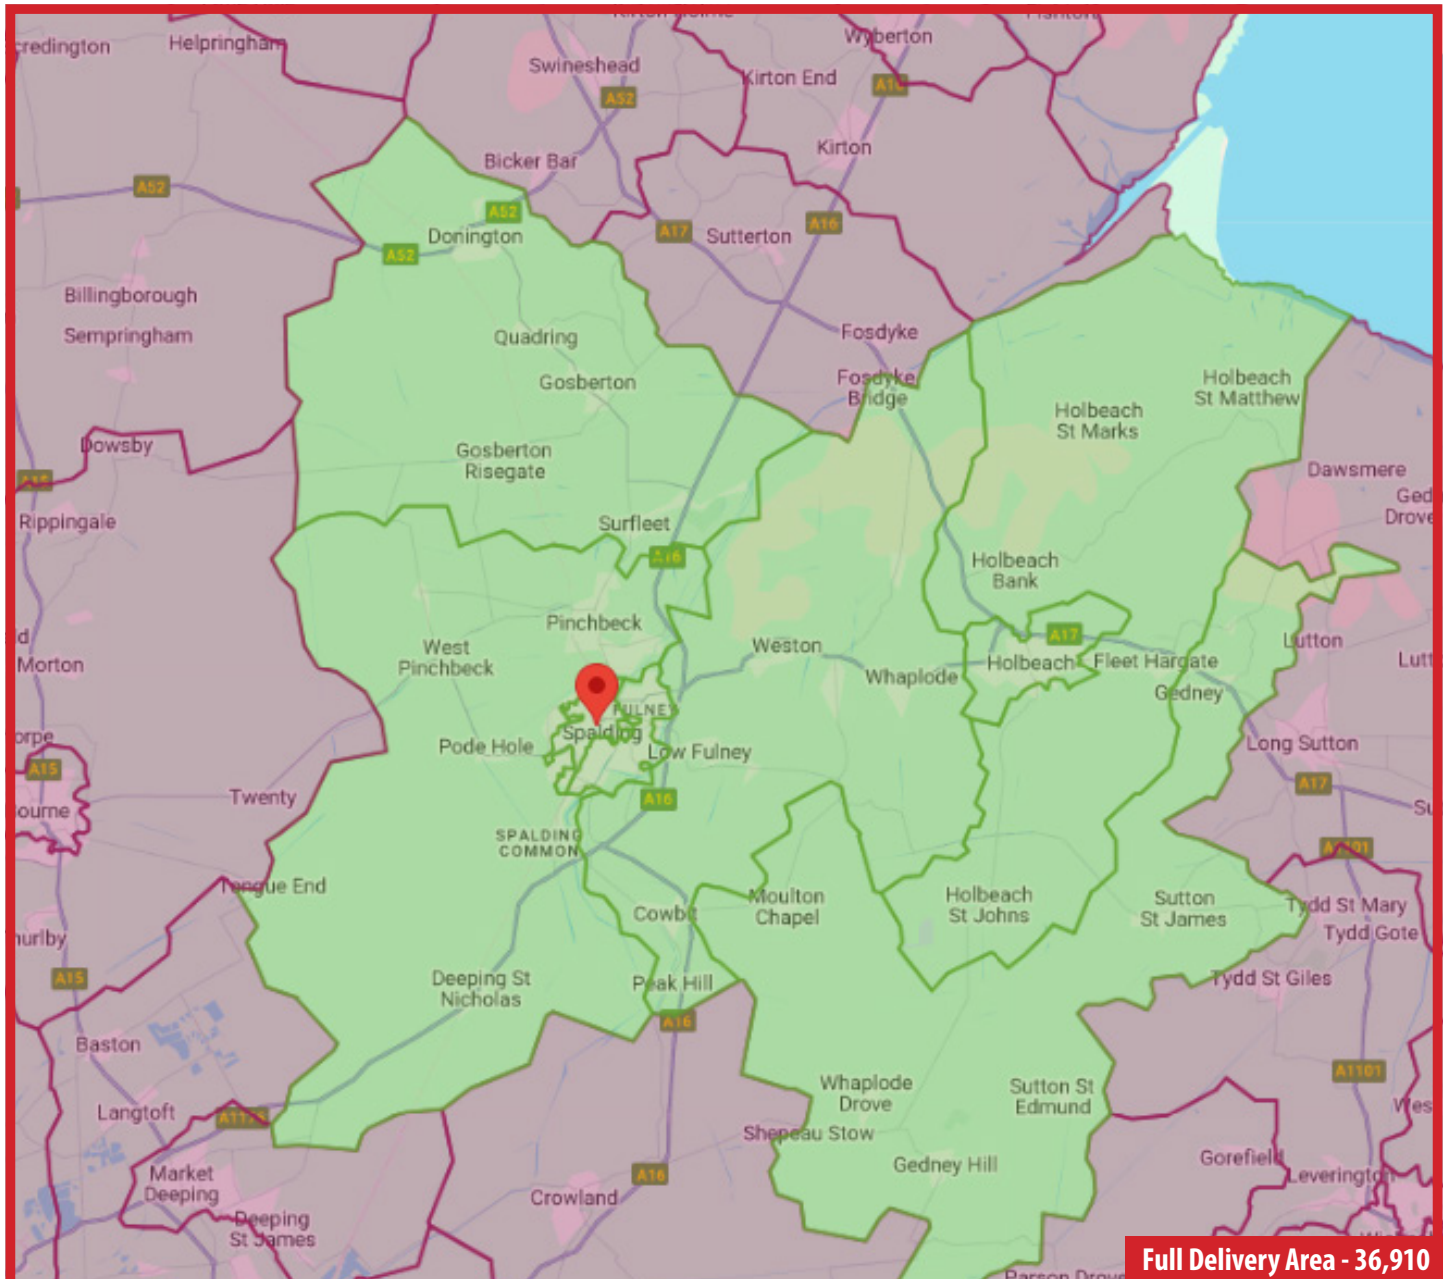 Helpringham
Swineshead
Wyberton
A52
Kirton End
Kirton
Bicker Bar
A52
A52
Donington
A52
A17
Sutterton
A16
Billingborough
Sempringham
Quadring
Gosberton
Fosdyke
Fosdyke
Bridge
Holbeach
St Matthew
Holbeach
St Marks
Dowsby
Gosberton
Risegate
Dawsmere
Rippingale
Surfleet
A16
Holbeach
Bank
Pinchbeck
West
Pinchbeck
Weston
A17
Lutton
Morton
Whaplode
Holbeach
Fleet Hargate
Gedney
FULNEY
Spalding
Pode Hole
Low Fulney
Long Sutton
A15
A17
Twenty
A16
SPALDING
COMMON
Tongue End
Moulton
Chapel
Holbeach
St Johns
Sutton
St James
Tydd St Mary
Cowbit
Tydd Gote
A15
Deeping St
Nicholas
Peak Hill
Tydd St Giles
A16
Baston
A1101
Langtoft
Whaplode
Drove
Sutton St
Edmund
Shepeau Stow
Market
Deeping
Gedney Hill
Gorefield
Leverington
A16
Crowland
Deeping
St James
Full Delivery Area - 36,910